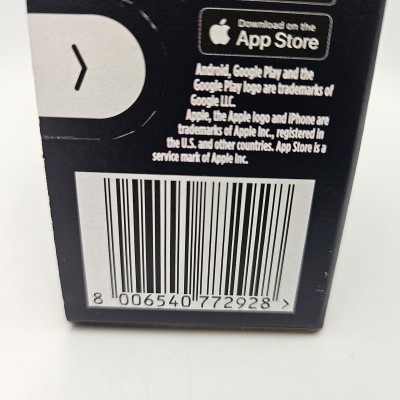 Download on the
App Store
Android, Google Play and the
Google Play logo are trademarks of
Google LLC.
Apple, the Apple logo and iPhone are
trademarks of Apple Inc., registered in
the U.S. and other countries. App Store is a
service mark of Apple Inc.
8 006540 772928 >